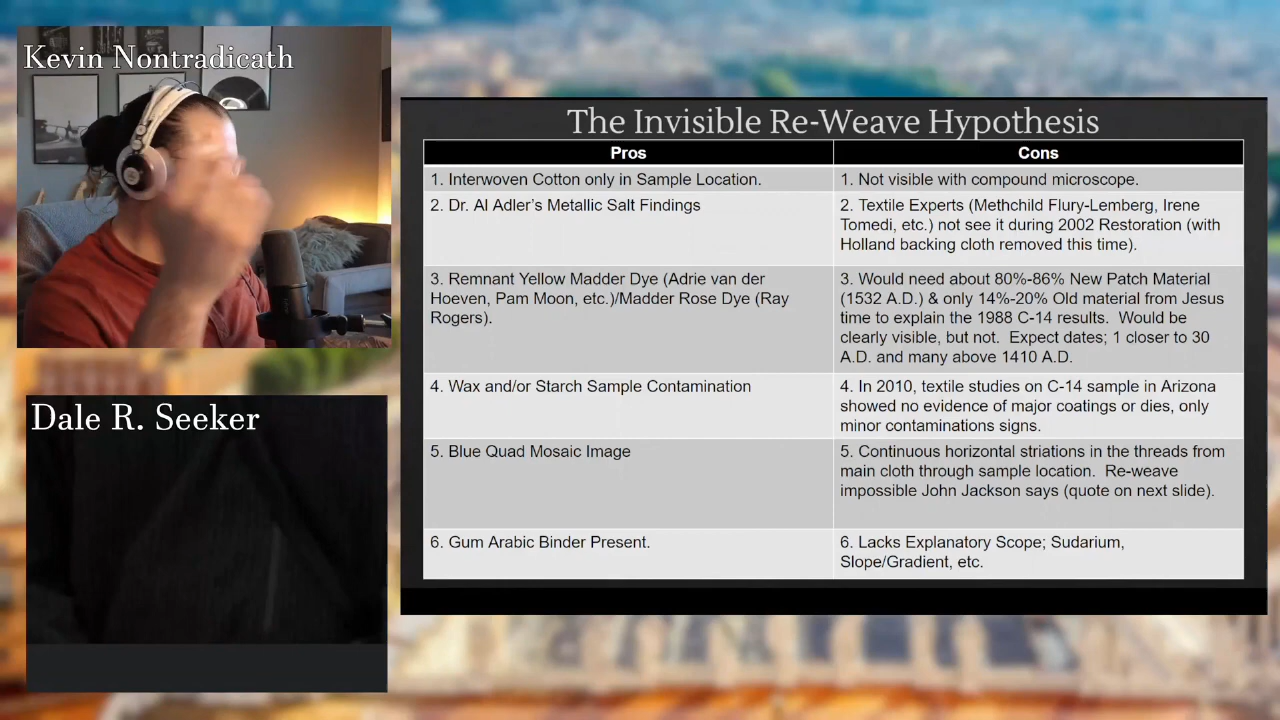 Kevin Nontradicath
Dale R. Seeker
The Invisible Re-Weave Hypothesis
Pros
Cons
1. Interwoven Cotton only in Sample Location.
1. Not visible with compound microscope.
2. Dr. Al Adler's Metallic Salt Findings
2. Textile Experts (Methchild Flury-Lemberg, Irene
Tomedi, etc.) not see it during 2002 Restoration (with
Holland backing cloth removed this time).
3. Remnant Yellow Madder Dye (Adrie van der
Hoeven, Pam Moon, etc.)/Madder Rose Dye (Ray
Rogers).
3. Would need about 80%-86% New Patch Material
(1532 A.D.) & only 14%-20% Old material from Jesus
time to explain the 1988 C-14 results. Would be
clearly visible, but not. Expect dates; 1 closer to 30
A.D. and many above 1410 A.D.
4. Wax and/or Starch Sample Contamination
4. In 2010, textile studies on C-14 sample in Arizona
showed no evidence of major coatings or dies, only
minor contaminations signs.
5. Blue Quad Mosaic Image
5. Continuous horizontal striations in the threads from
main cloth through sample location. Re-weave
impossible John Jackson says (quote on next slide).
6. Gum Arabic Binder Present.
6. Lacks Explanatory Scope; Sudarium,
Slope/Gradient, etc.